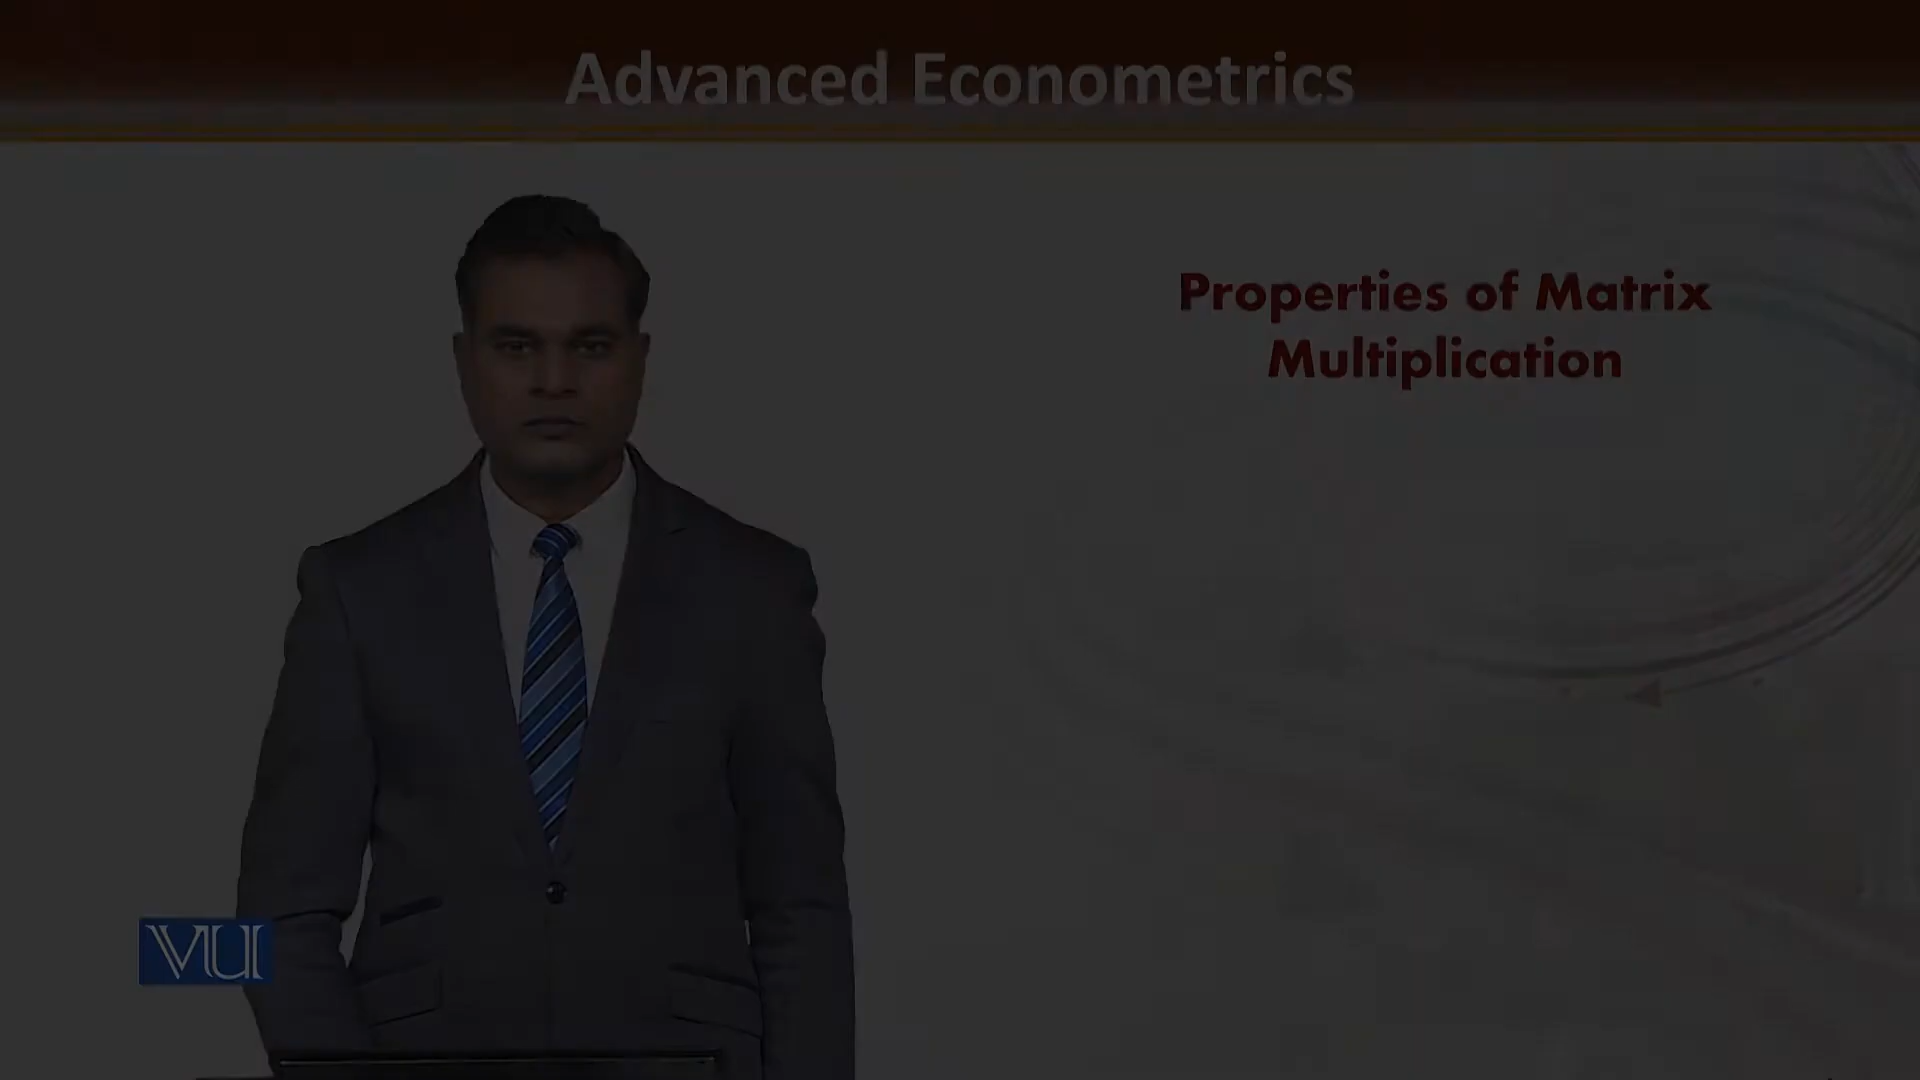 Advanced Econometrics
Properties of Matrix
Multiplication
VU